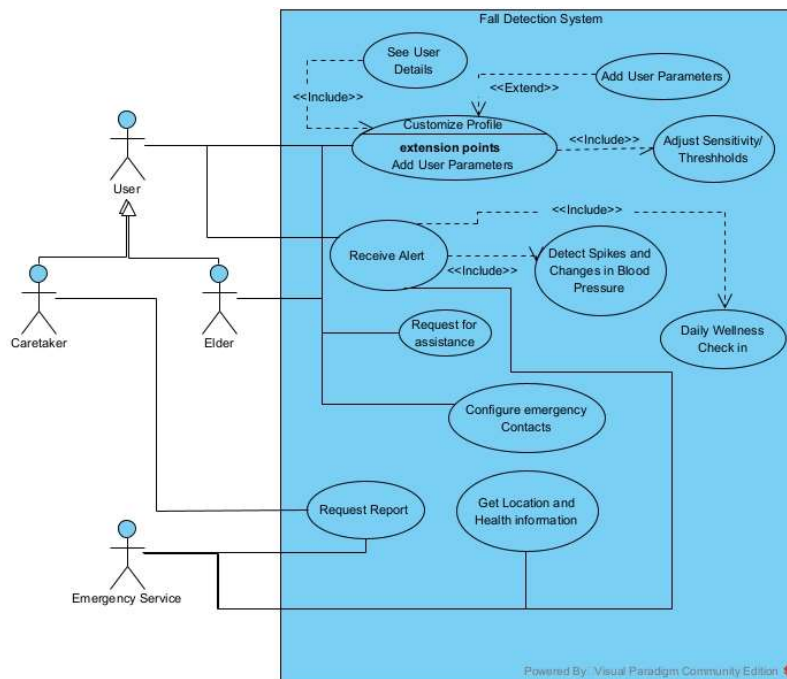 Fall Detection System
See User
Details
Add User Parameters
<<Extend>>
<<Include>>
Customize Profile
extension points
Add User Parameters
<<Include>>
Adjust Sensitivity/
Threshholds
User
<<Include>>
Receive Alert
<<Include>>
Detect Spikes and
Changes in Blood
Pressure
Caretaker
Elder
Request for
assistance
Daily Wellness
Check in
Configure emergency
Contacts
Request Report
Get Location and
Health information
Emergency Service
Powered By: Visual Paradigm Community Edition